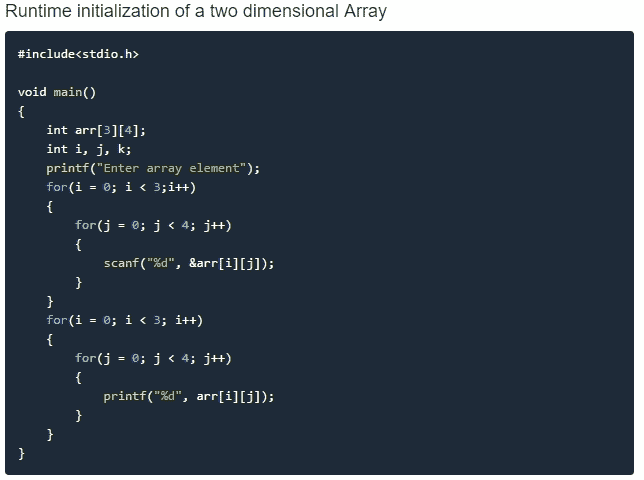 Runtime initialization of a two dimensional Array
#include<stdio.h>
void main()
{
    int arr[3][4];
    int i, j, k;
    printf("Enter array element");
    for(i = 0; i < 3;i++)
    {
        for(j = 0; j < 4; j++)
        {
            scanf("%d", &arr[i][j]);
        }
    }
    for(i = 0; i < 3; i++)
    {
        for(j = 0; j < 4; j++)
        {
            printf("%d", arr[i][j]);
        }
    }
}